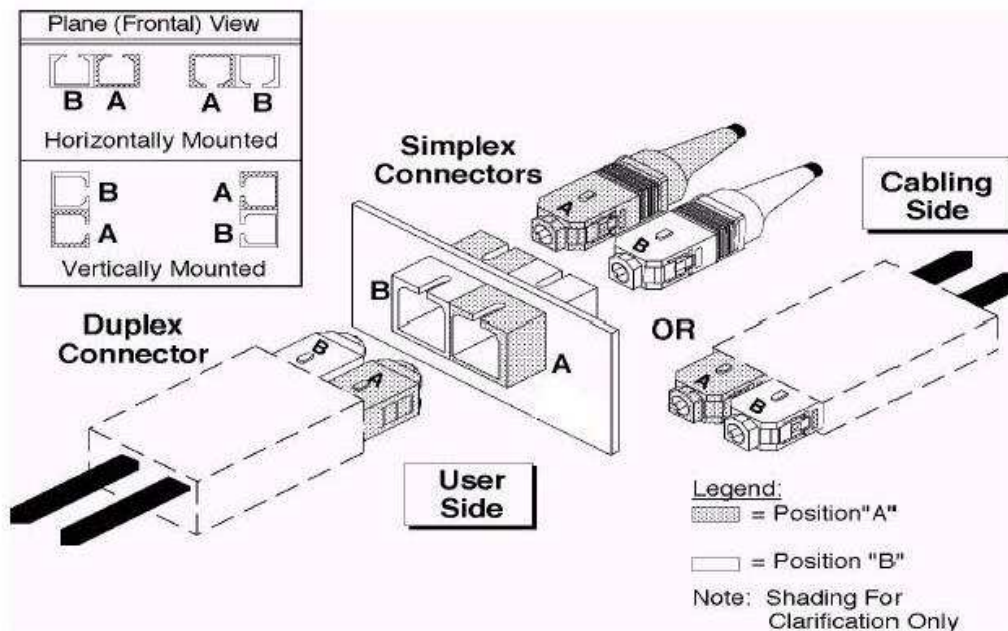 Plane (Frontal) View
B A
A B
Horizontally Mounted
B
A
A
B
Vertically Mounted
Simplex
Connectors
A
B
Cabling
Side
B
A
Duplex
Connector
B
A
OR
A
B
User
Side
Legend:
= Position"A"
= Position "B"
Note: Shading For
Clarification Only